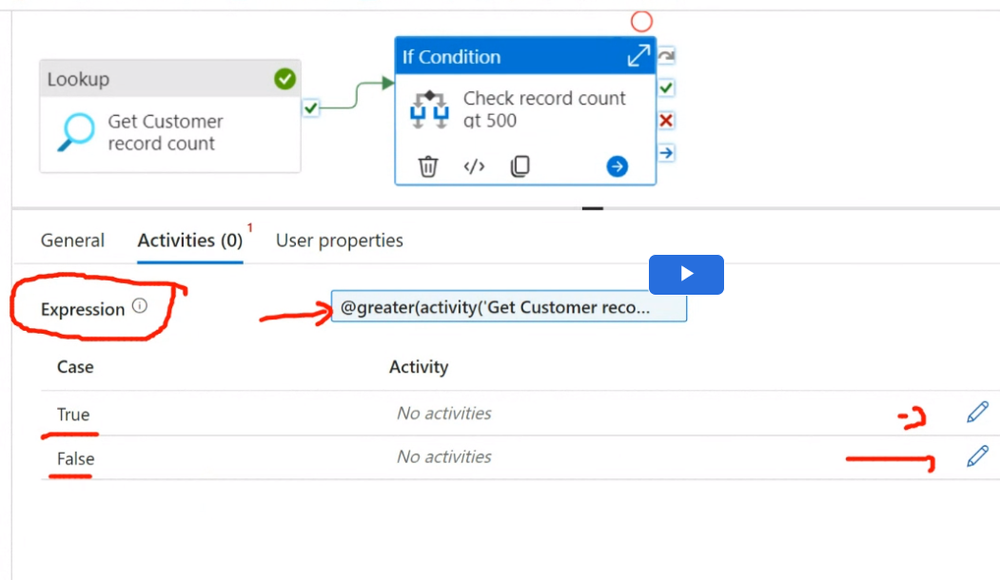 If Condition
Lookup
Check record count
gt 500
Get Customer
record count
</>
General
Activities (0)
1
User properties
Expression
@greater(activity('Get Customer reco...
Case
Activity
True
No activities
False
No activities